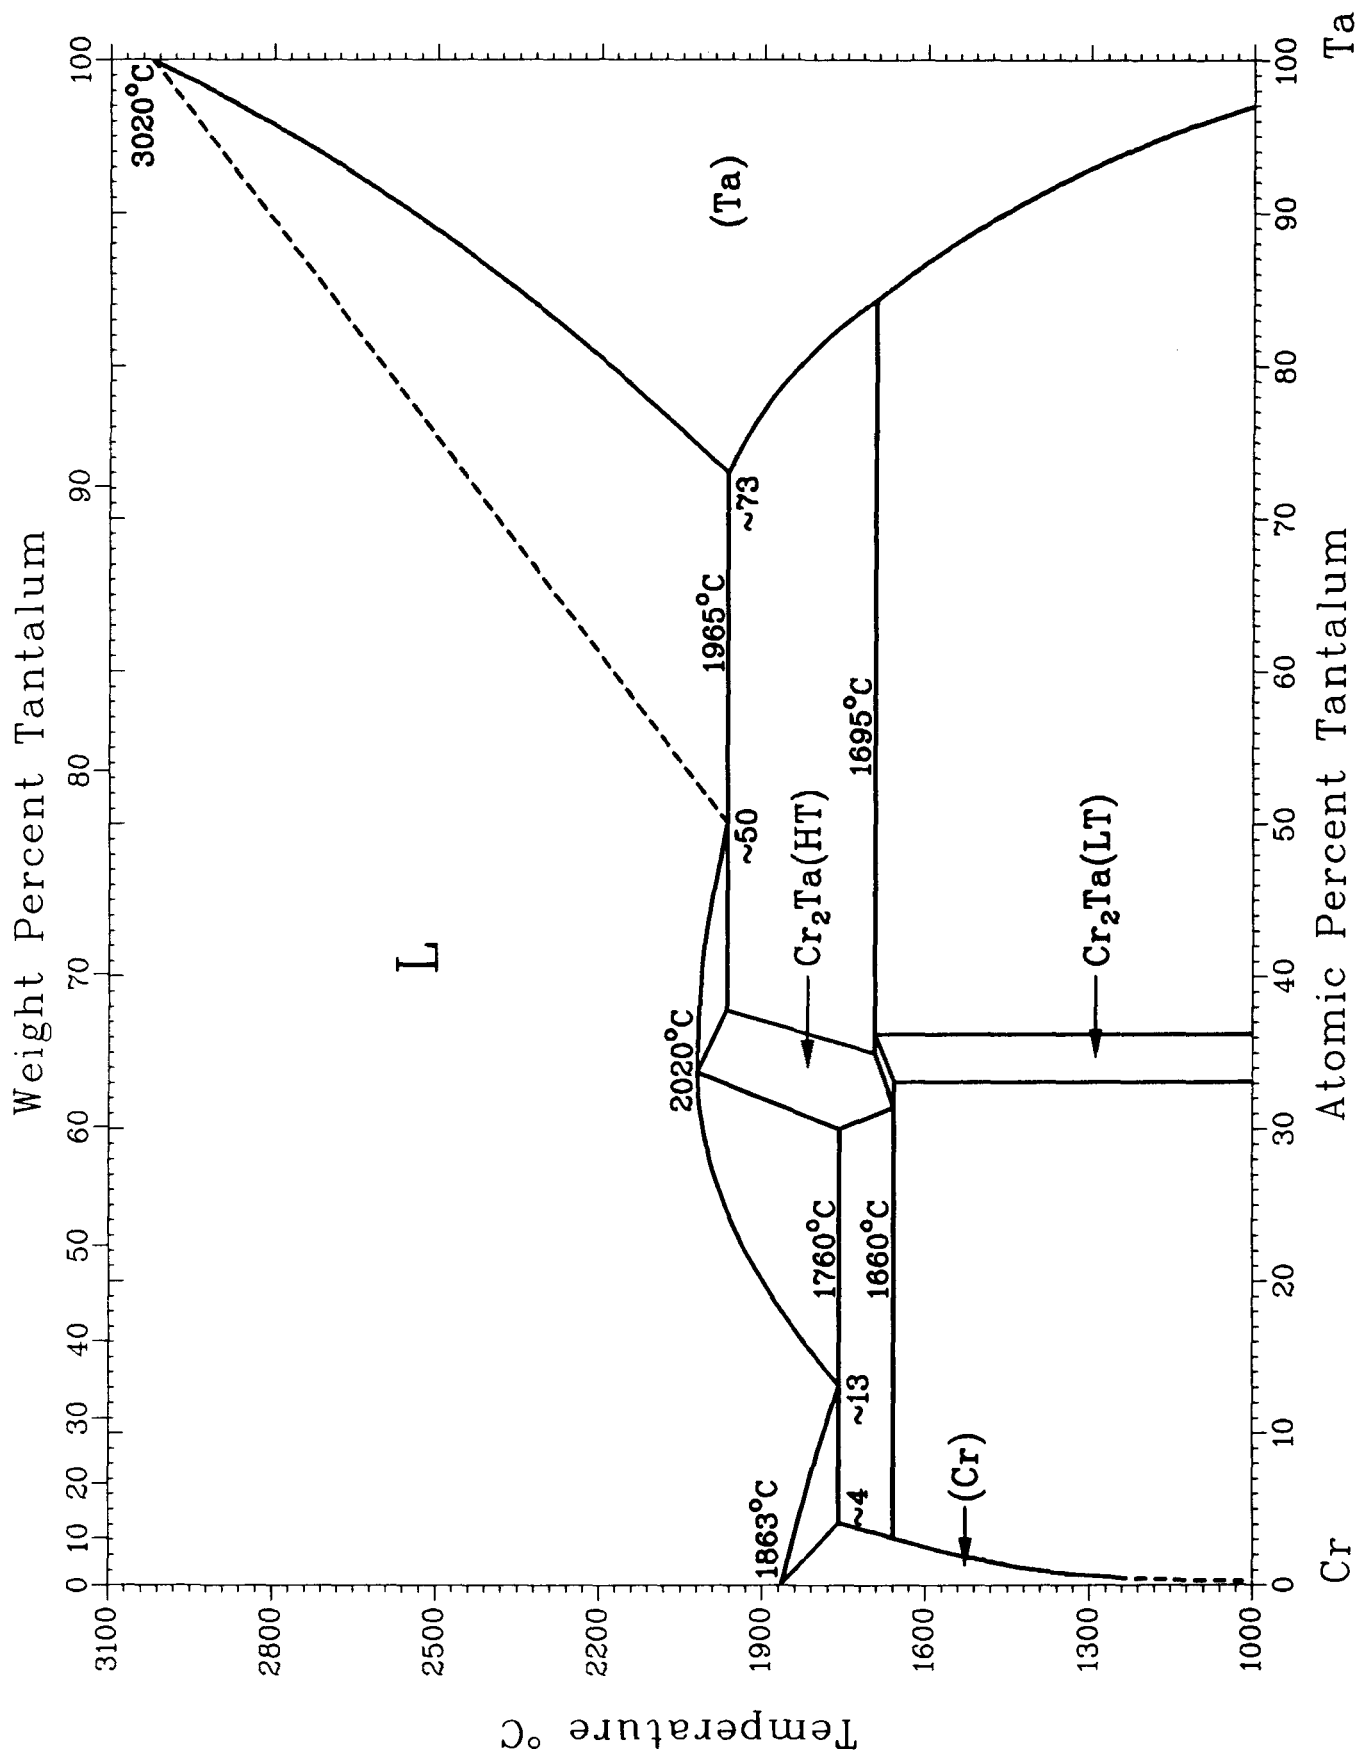 Weight Percent Tantalum
0 10 20 30 40 50 60 70 80 90 100
3100
2800
2200
1900
1600
1300
1000
Temperature °C
3020°C
L
2020°C
1965°C
(Ta)
1863°C
~50
~73
1760°C
~4
~13
Cr₂Ta(HT)
1695°C
1660°C
(Cr)
Cr₂Ta(LT)
0 10 20 30 40 50 60 70 80 90 100
Cr
Atomic Percent Tantalum
Ta